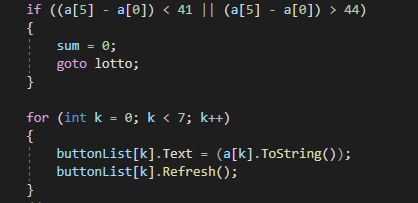 if ((a[5] - a[0]) < 41 || (a[5] - a[0]) > 44)
{
sum = 0;
goto lotto;
}
for (int k = 0; k < 7; k++)
{
buttonList[k].Text = (a[k].ToString());
buttonList[k].Refresh();
}